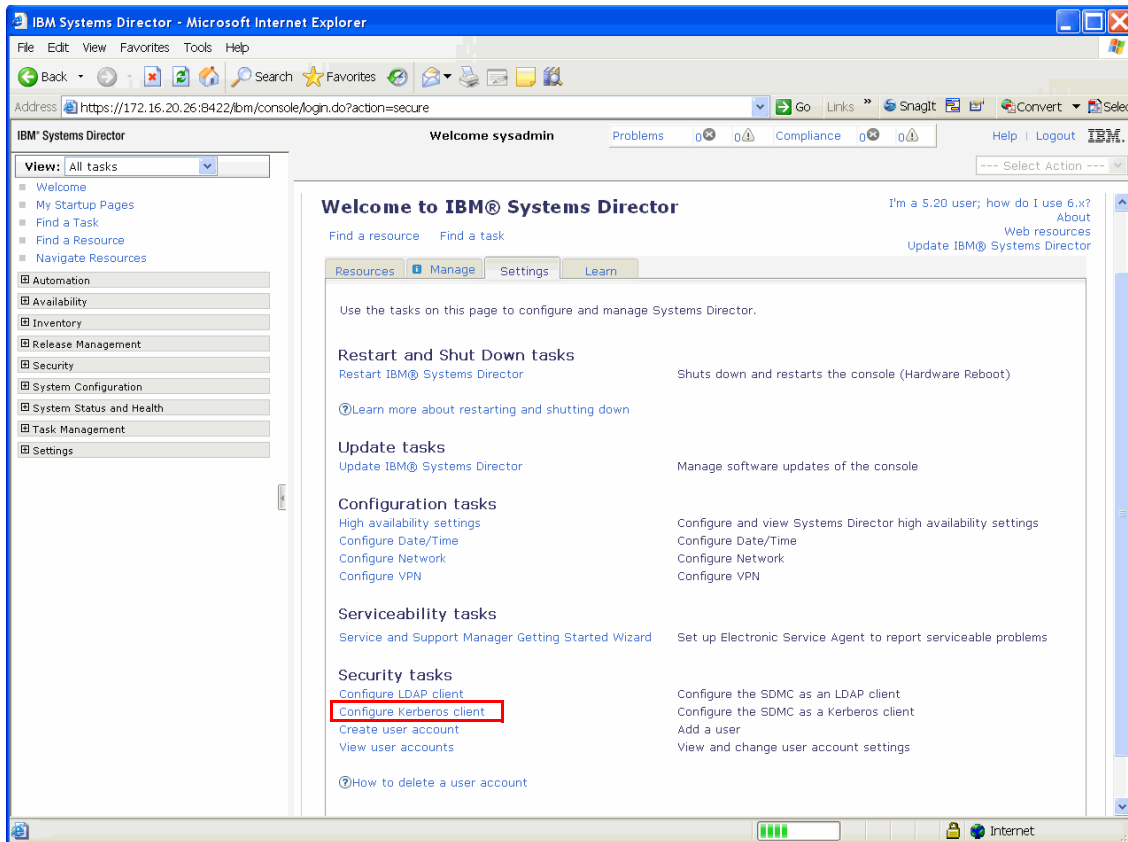 IBM Systems Director - Microsoft Internet Explorer
File Edit View Favorites Tools Help
Back Search Favorites
Address https://172.16.20.26:8422/ibm/console/login.do?action=secure Go Links » SnagIt Convert Selec
IBM® Systems Director Welcome sysadmin Problems 0 0 Compliance 0 0 Help | Logout IBM.
View: All tasks --- Select Action ---
Welcome
My Startup Pages
Find a Task
Find a Resource
Navigate Resources
Automation
Availability
Inventory
Release Management
Security
System Configuration
System Status and Health
Task Management
Settings
Welcome to IBM® Systems Director
I'm a 5.20 user; how do I use 6.x?
About
Web resources
Update IBM® Systems Director
Find a resource Find a task
Resources Manage Settings Learn
Use the tasks on this page to configure and manage Systems Director.
Restart and Shut Down tasks
Restart IBM® Systems Director Shuts down and restarts the console (Hardware Reboot)
Learn more about restarting and shutting down
Update tasks
Update IBM® Systems Director Manage software updates of the console
Configuration tasks
High availability settings Configure and view Systems Director high availability settings
Configure Date/Time Configure Date/Time
Configure Network Configure Network
Configure VPN Configure VPN
Serviceability tasks
Service and Support Manager Getting Started Wizard Set up Electronic Service Agent to report serviceable problems
Security tasks
Configure LDAP client Configure the SDMC as an LDAP client
Configure Kerberos client Configure the SDMC as a Kerberos client
Create user account Add a user
View user accounts View and change user account settings
How to delete a user account
Internet